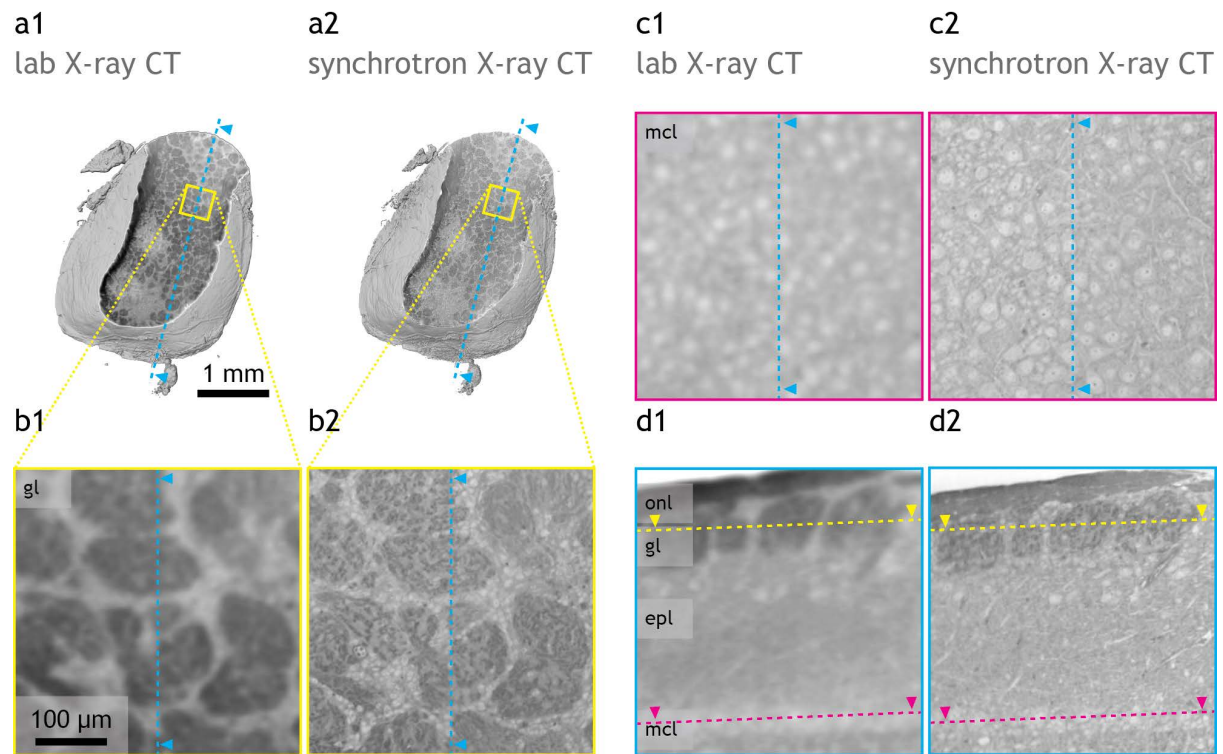 a1
lab X-ray CT
a2
synchrotron X-ray CT
1 mm
b1
gl
100 µm
b2
c1
lab X-ray CT
mcl
c2
synchrotron X-ray CT
d1
onl
gl
epl
mcl
d2